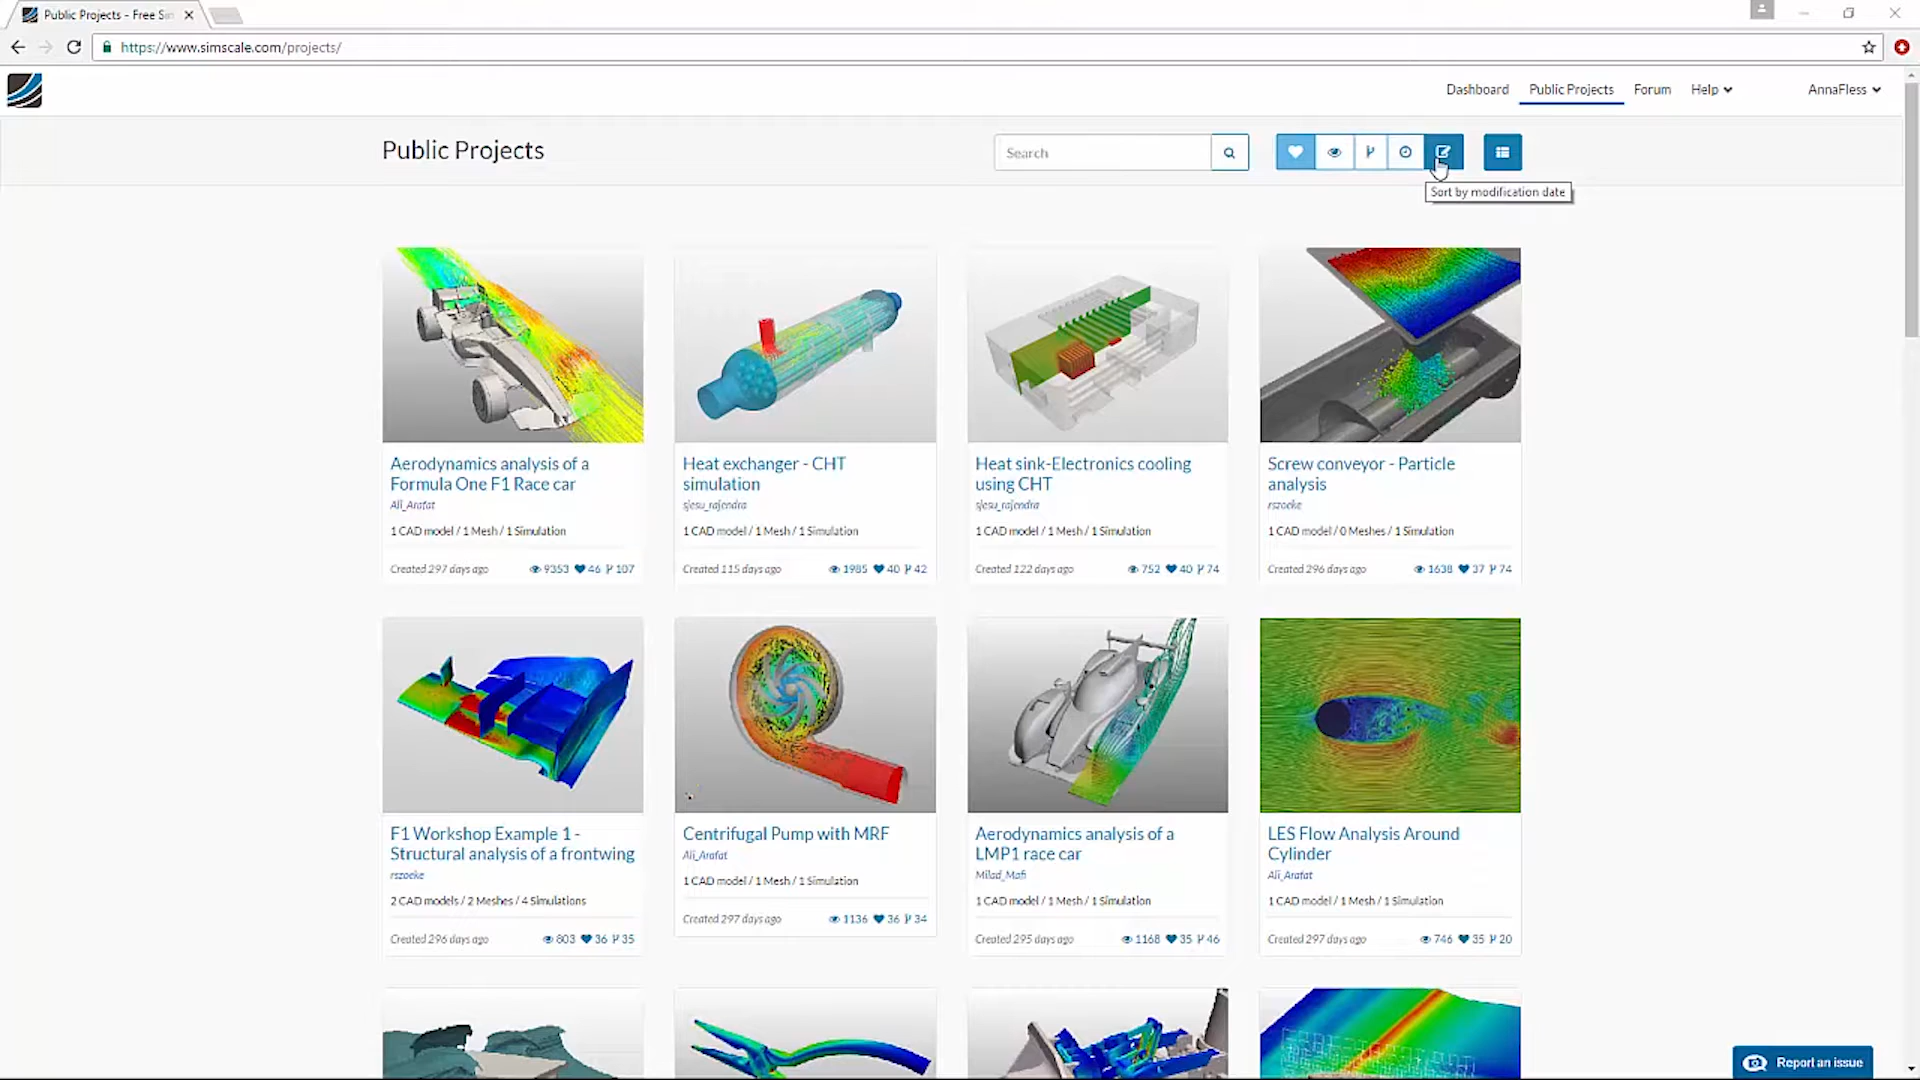 Public Projects - Free Sim
https://www.simscale.com/projects/
Dashboard
Public Projects
Forum
Help
AnnaFless
Public Projects
Search
Sort by modification date
Aerodynamics analysis of a
Formula One F1 Race car
Ali_Arafat
1 CAD model / 1 Mesh / 1 Simulation
Created 297 days ago
9353 46 107
Heat exchanger - CHT
simulation
sjesu_rajendra
1 CAD model / 1 Mesh / 1 Simulation
Created 115 days ago
1985 40 42
Heat sink-Electronics cooling
using CHT
sjesu_rajendra
1 CAD model / 1 Mesh / 1 Simulation
Created 122 days ago
752 40 74
Screw conveyor - Particle
analysis
rszoeke
1 CAD model / 0 Meshes / 1 Simulation
Created 296 days ago
1638 37 74
F1 Workshop Example 1 -
Structural analysis of a frontwing
rszoeke
2 CAD models / 2 Meshes / 4 Simulations
Created 296 days ago
803 36 35
Centrifugal Pump with MRF
Ali_Arafat
1 CAD model / 1 Mesh / 1 Simulation
Created 297 days ago
1136 36 34
Aerodynamics analysis of a
LMP1 race car
Milad_Mafi
1 CAD model / 1 Mesh / 1 Simulation
Created 295 days ago
1168 35 46
LES Flow Analysis Around
Cylinder
Ali_Arafat
1 CAD model / 1 Mesh / 1 Simulation
Created 297 days ago
746 35 20
Report an issue